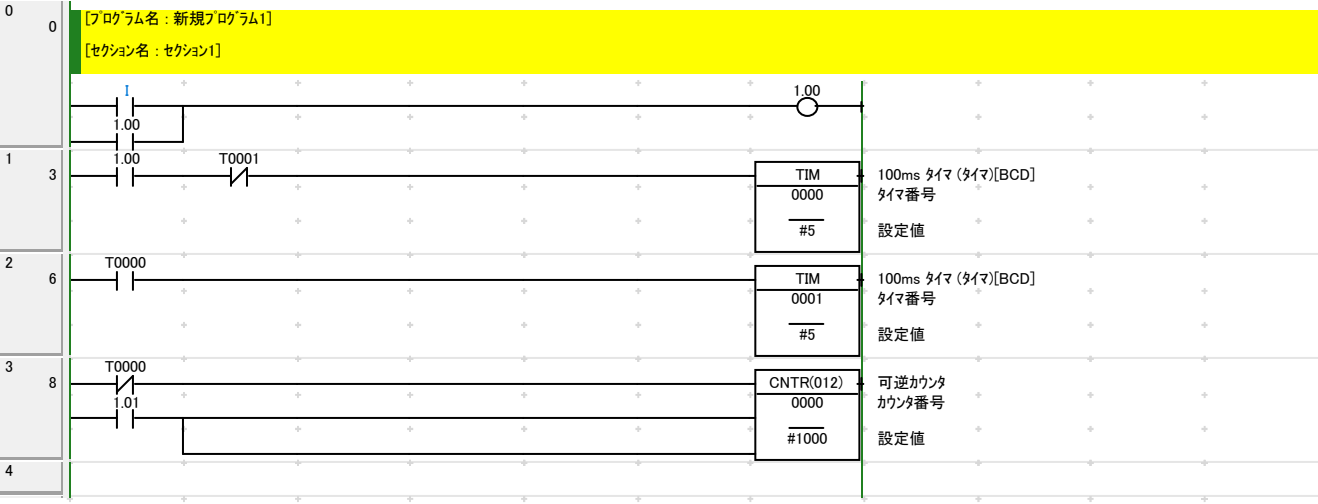 0
0
[プログラム名 : 新規プログラム1]
[セクション名 : セクション1]
I
1.00
1.00
1
3
1.00
T0001
TIM
100ms タイマ (タイマ)[BCD]
0000
タイマ番号
#5
設定値
2
6
T0000
TIM
100ms タイマ (タイマ)[BCD]
0001
タイマ番号
#5
設定値
3
8
T0000
CNTR(012)
可逆カウンタ
1.01
0000
カウンタ番号
#1000
設定値
4